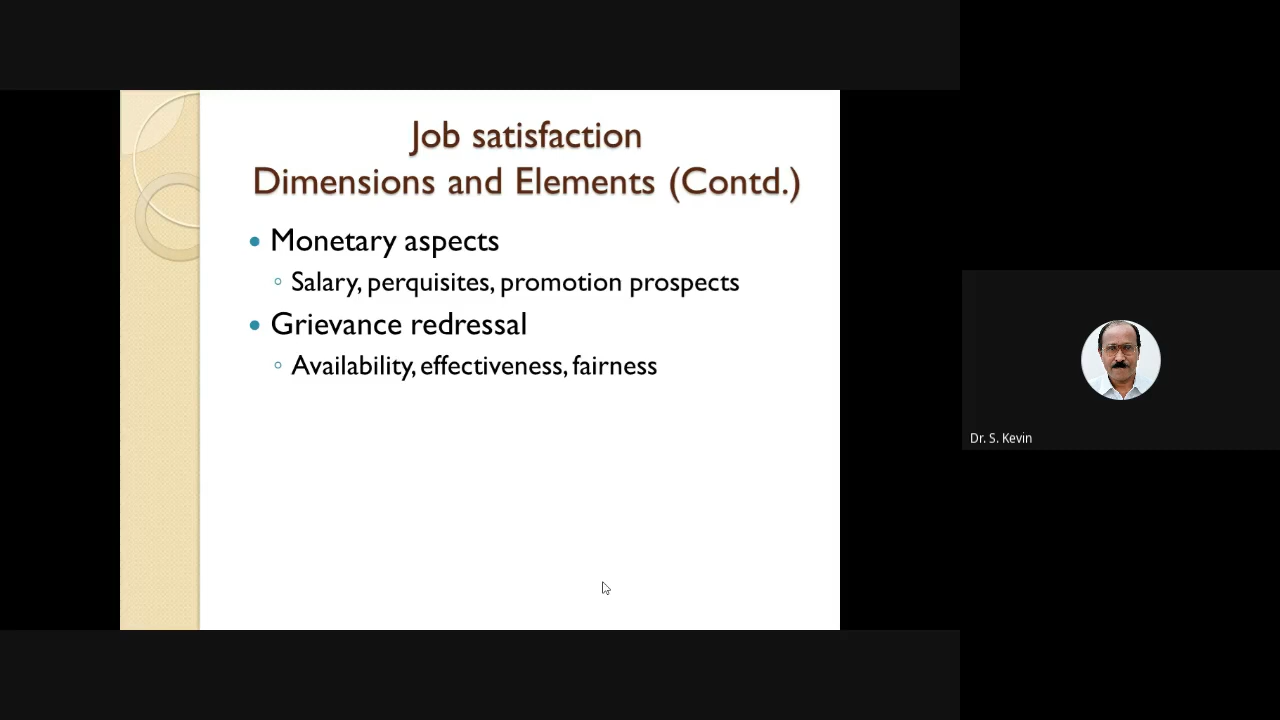 Job satisfaction
Dimensions and Elements (Contd.)
Monetary aspects
Salary, perquisites, promotion prospects
Grievance redressal
Availability, effectiveness, fairness
Dr. S. Kevin